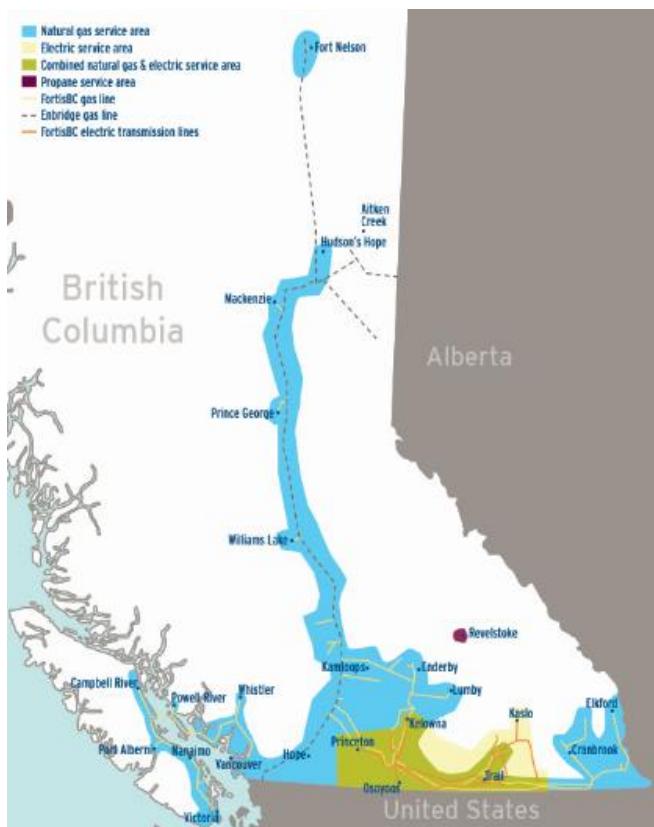 Natural gas service area
Electric service area
Combined natural gas & electric service area
Propane service area
FortisBC gas line
Enbridge gas line
FortisBC electric transmission lines
Fort Nelson
Aitken
Creek
Hudson's Hope
British
Columbia
Mackenzie
Alberta
Prince George
Williams Lake
Revelstoke
Kamloops
Enderby
Campbell River
Powell River
Whistler
Lumby
Elkford
Kelowna
Kaslo
Port Alberni
Nanaimo
Vancouver
Hope
Princeton
Cranbrook
Trail
Osoyoos
United States
Victoria